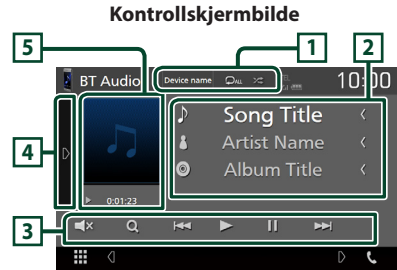 Kontrollskjermbilde
5
1
2
BT Audio
Device name
ALL
10:00
Song Title
Artist Name
Album Title
4
0:01:23
3